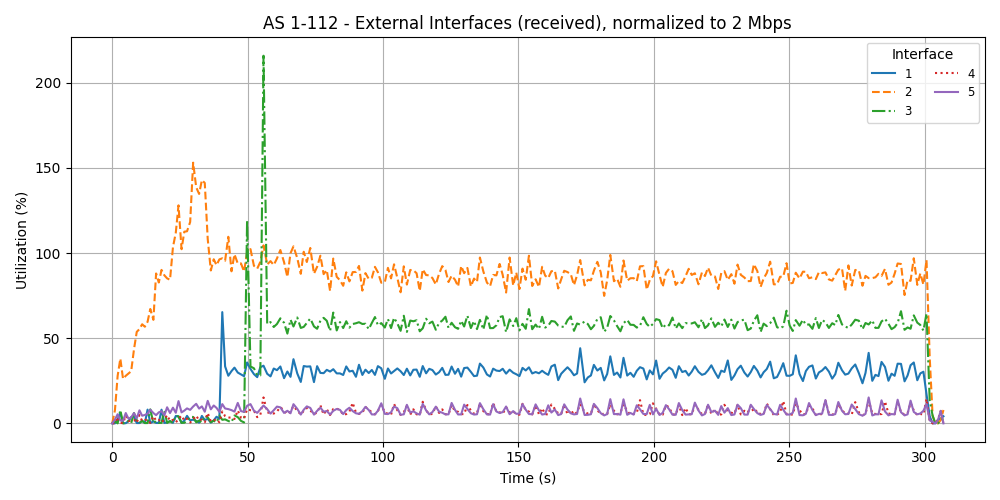 AS 1-112 - External Interfaces (received), normalized to 2 Mbps
Utilization (%)
200
150
100
50
0
0 50 100 150 200 250 300
Time (s)
Interface
1 4
2 5
3